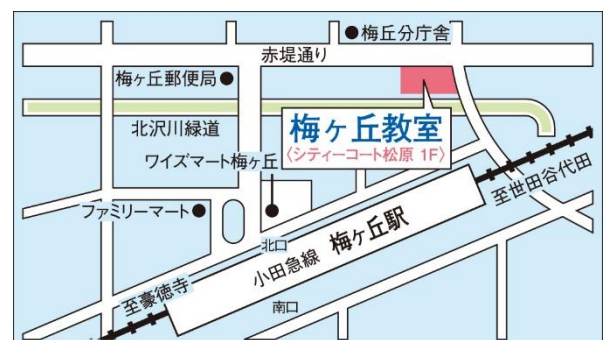 梅丘分庁舎
赤堤通り
梅ヶ丘郵便局
北沢川緑道
梅ヶ丘教室
〈シティーコート松原 1F〉
ワイズマート梅ヶ丘
ファミリーマート
至世田谷代田
北口
小田急線 梅ヶ丘駅
至豪徳寺
南口